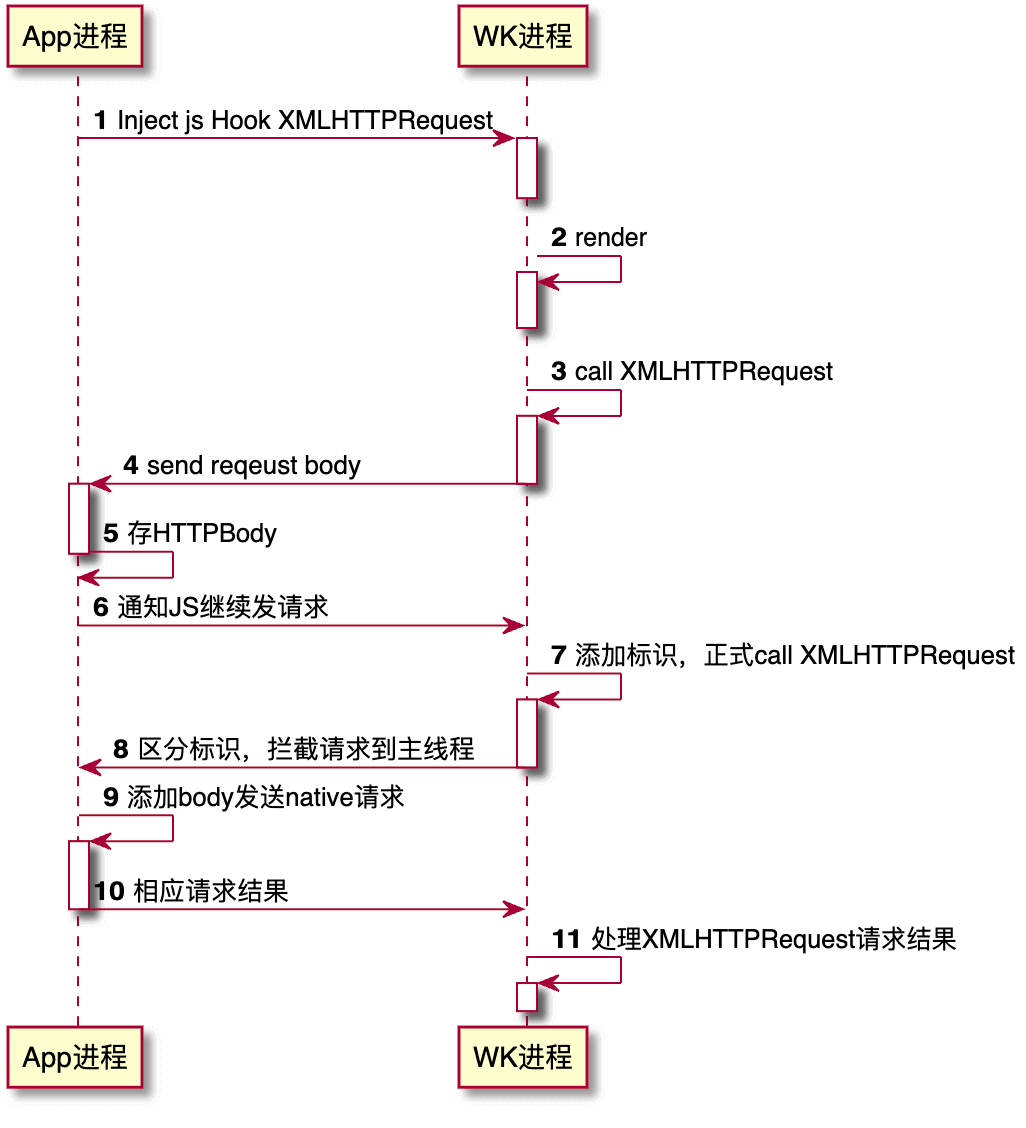 App进程
WK进程
1 Inject js Hook XMLHTTPRequest
2 render
3 call XMLHTTPRequest
4 send reqeust body
5 存HTTPBody
6 通知JS继续发请求
7 添加标识，正式call XMLHTTPRequest
8 区分标识，拦截请求到主线程
9 添加body发送native请求
10 相应请求结果
11 处理XMLHTTPRequest请求结果
App进程
WK进程